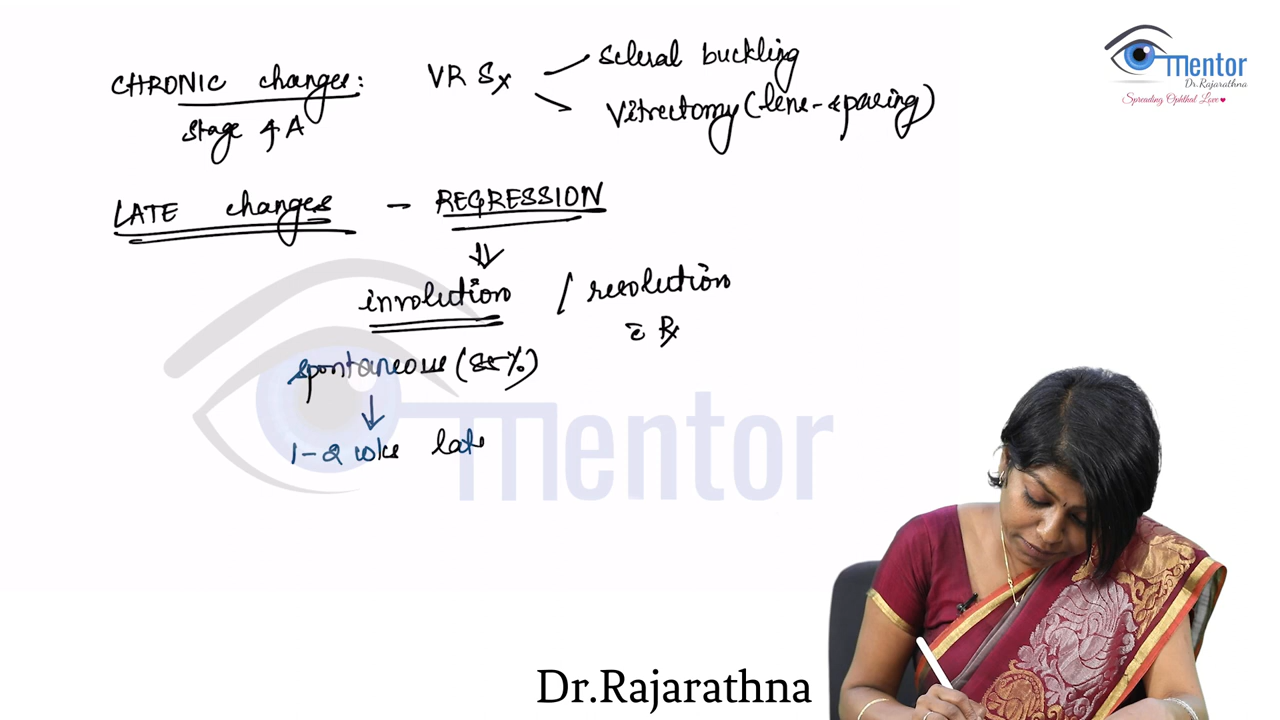 CHRONIC changes: VR Sx Scleral buckling
Stage 4A Vitrectomy (lens-sparing)
LATE changes - REGRESSION
involution / resolution
c̄ Rx
spontaneous (85%)
1-2 wks late
mentor
Dr.Rajarathna
Spreading Ophthal Love
mentor
Dr.Rajarathna